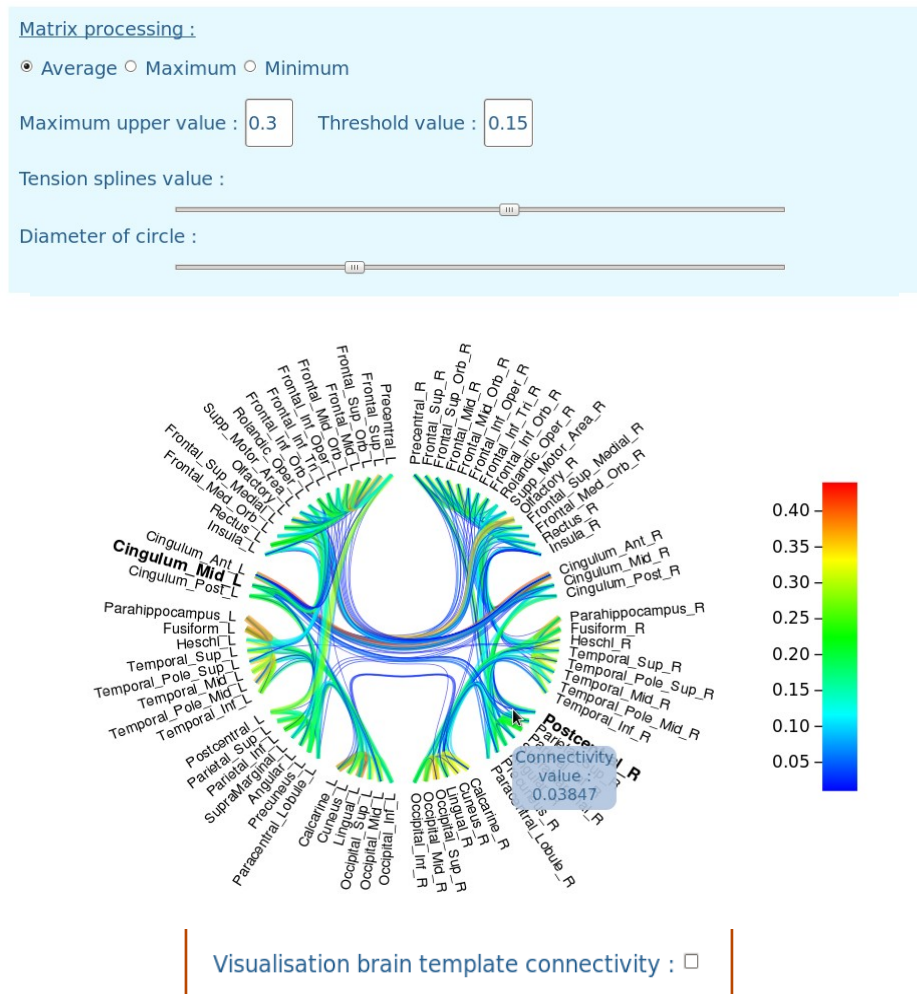 Matrix processing :
Average Maximum Minimum
Maximum upper value : 0.3 Threshold value : 0.15
Tension splines value :
Diameter of circle :
Precentral_R
Frontal_Sup_R
Frontal_Sup_Orb_R
Frontal_Mid_R
Frontal_Mid_Orb_R
Frontal_Inf_Oper_R
Frontal_Inf_Tri_R
Frontal_Inf_Orb_R
Rolandic_Oper_R
Supp_Motor_Area_R
Olfactory_R
Frontal_Sup_Medial_R
Frontal_Med_Orb_R
Rectus_R
Insula_R
Cingulum_Ant_R
Cingulum_Mid_R
Cingulum_Post_R
Parahippocampus_R
Fusiform_R
Heschl_R
Temporal_Sup_R
Temporal_Pole_Sup_R
Temporal_Mid_R
Temporal_Pole_Mid_R
Temporal_Inf_R
Connectivity
value :
0.03847
Calcarine_R
Cuneus_R
Lingual_R
Occipital_Sup_R
Occipital_Mid_R
Occipital_Inf_R
Occipital_Inf_L
Occipital_Mid_L
Occipital_Sup_L
Lingual_L
Cuneus_L
Calcarine_L
Paracentral_Lobule_L
Precuneus_L
Angular_L
SupraMarginal_L
Parietal_Inf_L
Parietal_Sup_L
Postcentral_L
Temporal_Inf_L
Temporal_Pole_Mid_L
Temporal_Mid_L
Temporal_Pole_Sup_L
Temporal_Sup_L
Heschl_L
Fusiform_L
Parahippocampus_L
Cingulum_Post_L
Cingulum_Mid_L
Cingulum_Ant_L
Insula_L
Rectus_L
Frontal_Med_Orb_L
Frontal_Sup_Medial_L
Olfactory_L
Supp_Motor_Area_L
Rolandic_Oper_L
Frontal_Inf_Orb_L
Frontal_Inf_Tri_L
Frontal_Inf_Oper_L
Frontal_Mid_Orb_L
Frontal_Mid_L
Frontal_Sup_Orb_L
Frontal_Sup_L
Precentral_L
0.40
0.35
0.30
0.25
0.20
0.15
0.10
0.05
Visualisation brain template connectivity :